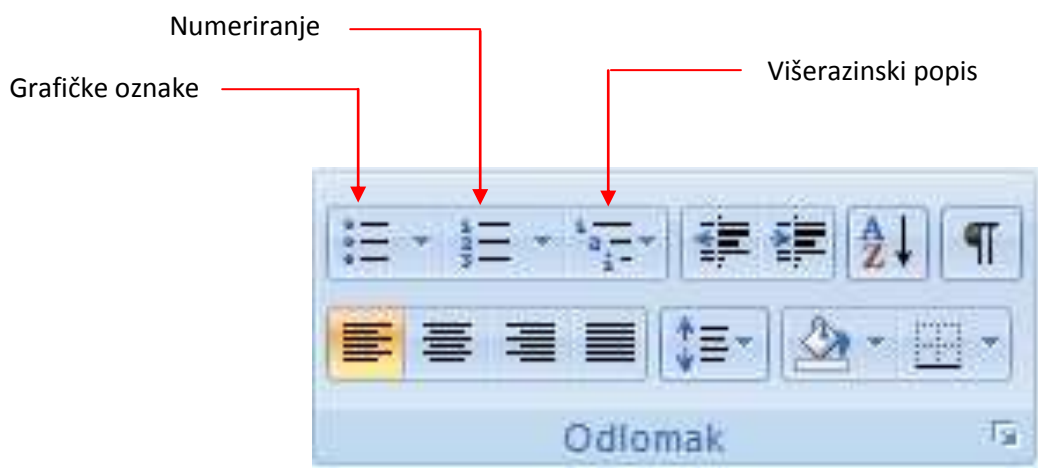 Numeriranje
Višerazinski popis
Grafičke oznake
A
Z
¶
Odlomak